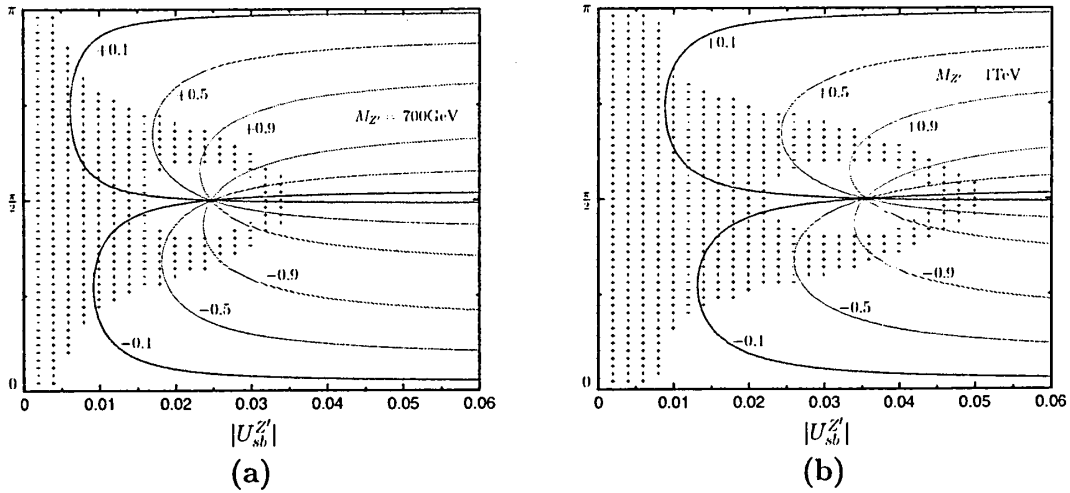 π
+0.1
+0.5
+0.9
M_{Z'} = 700GeV
π/2
−0.9
−0.5
−0.1
0
0 0.01 0.02 0.03 0.04 0.05 0.06
|U_{sb}^{Z'}|
(a)
π
+0.1
+0.5
M_{Z'} 1TeV
+0.9
π/2
−0.9
−0.5
−0.1
0
0 0.01 0.02 0.03 0.04 0.05 0.06
|U_{sb}^{Z'}|
(b)